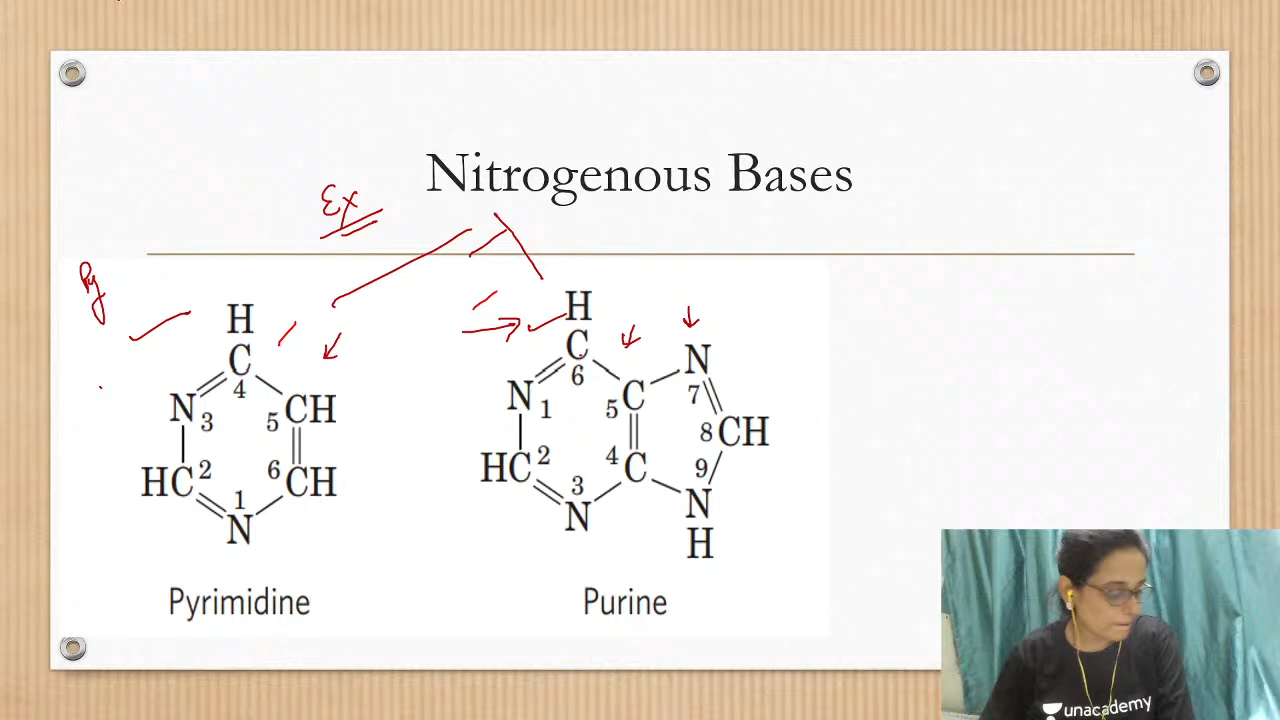 Nitrogenous Bases
Ex
Py
H
C
4
N 3
5 CH
HC 2
6 CH
1
N
Pyrimidine
H
C
6
N 1
5 C
N
7
8 CH
HC 2
4 C
9
3
N
N
H
Purine
unacademy